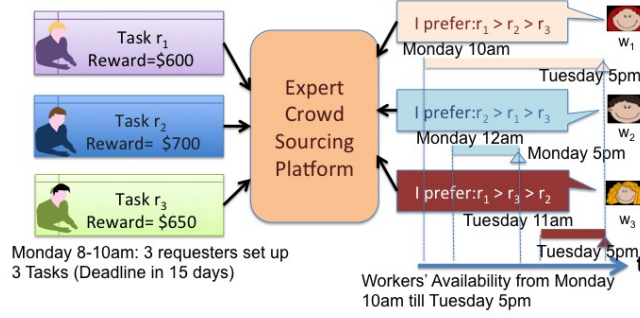 Task r1
Reward=$600
Task r2
Reward= $700
Task r3
Reward=$650
Monday 8-10am: 3 requesters set up
3 Tasks (Deadline in 15 days)
Expert
Crowd
Sourcing
Platform
I prefer:r1 > r2 > r3
w1
Monday 10am
Tuesday 5pm
I prefer:r2 > r1 > r3
w2
Monday 12am
Monday 5pm
I prefer:r1 > r3 > r2
w3
Tuesday 11am
Tuesday 5pm
t
Workers' Availability from Monday
10am till Tuesday 5pm